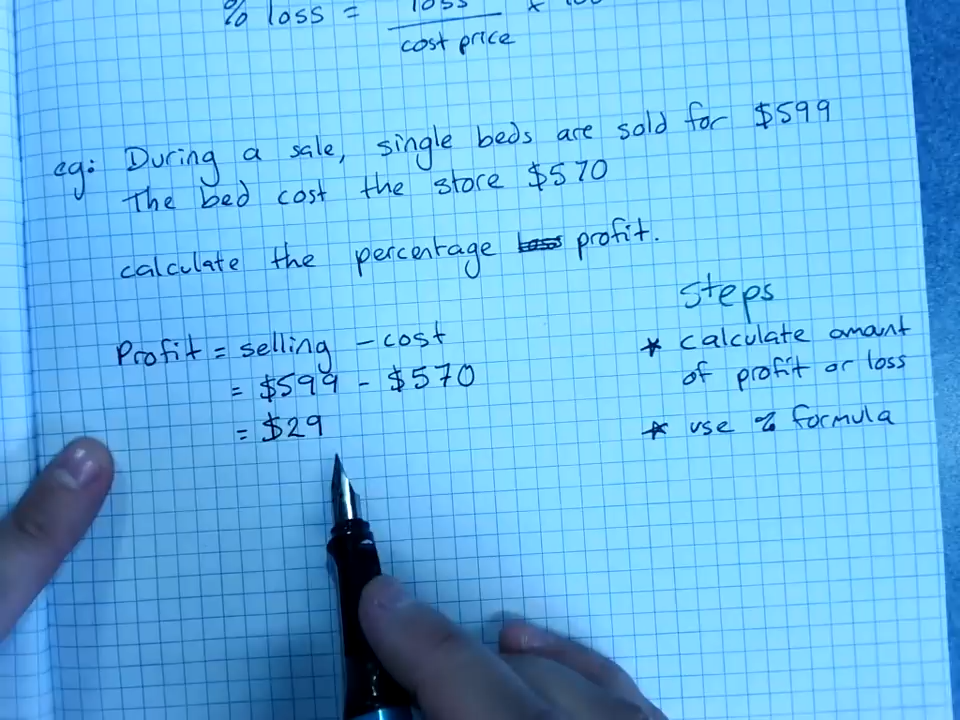 % loss = loss
cost price
eg: During a sale, single beds are sold for $599
The bed cost the store $570
calculate the percentage loss profit.
steps
Profit = selling - cost
* calculate amount
of profit or loss
= $599 - $570
= $29
* use % formula